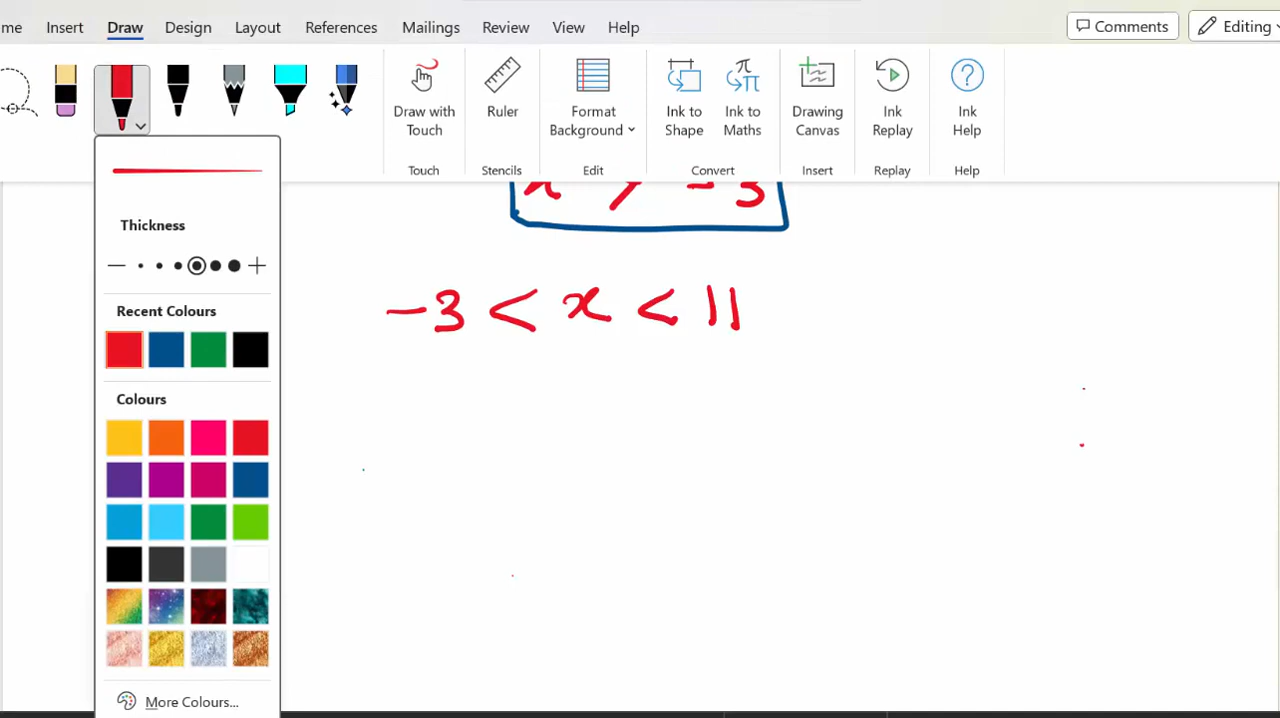 me Insert Draw Design Layout References Mailings Review View Help Comments Editing
Draw with Touch
Ruler
Format Background
Ink to Shape
Ink to Maths
Drawing Canvas
Ink Replay
Ink Help
Touch Stencils Edit Convert Insert Replay Help
x > -3
Thickness
-3 < x < 11
Recent Colours
Colours
More Colours...